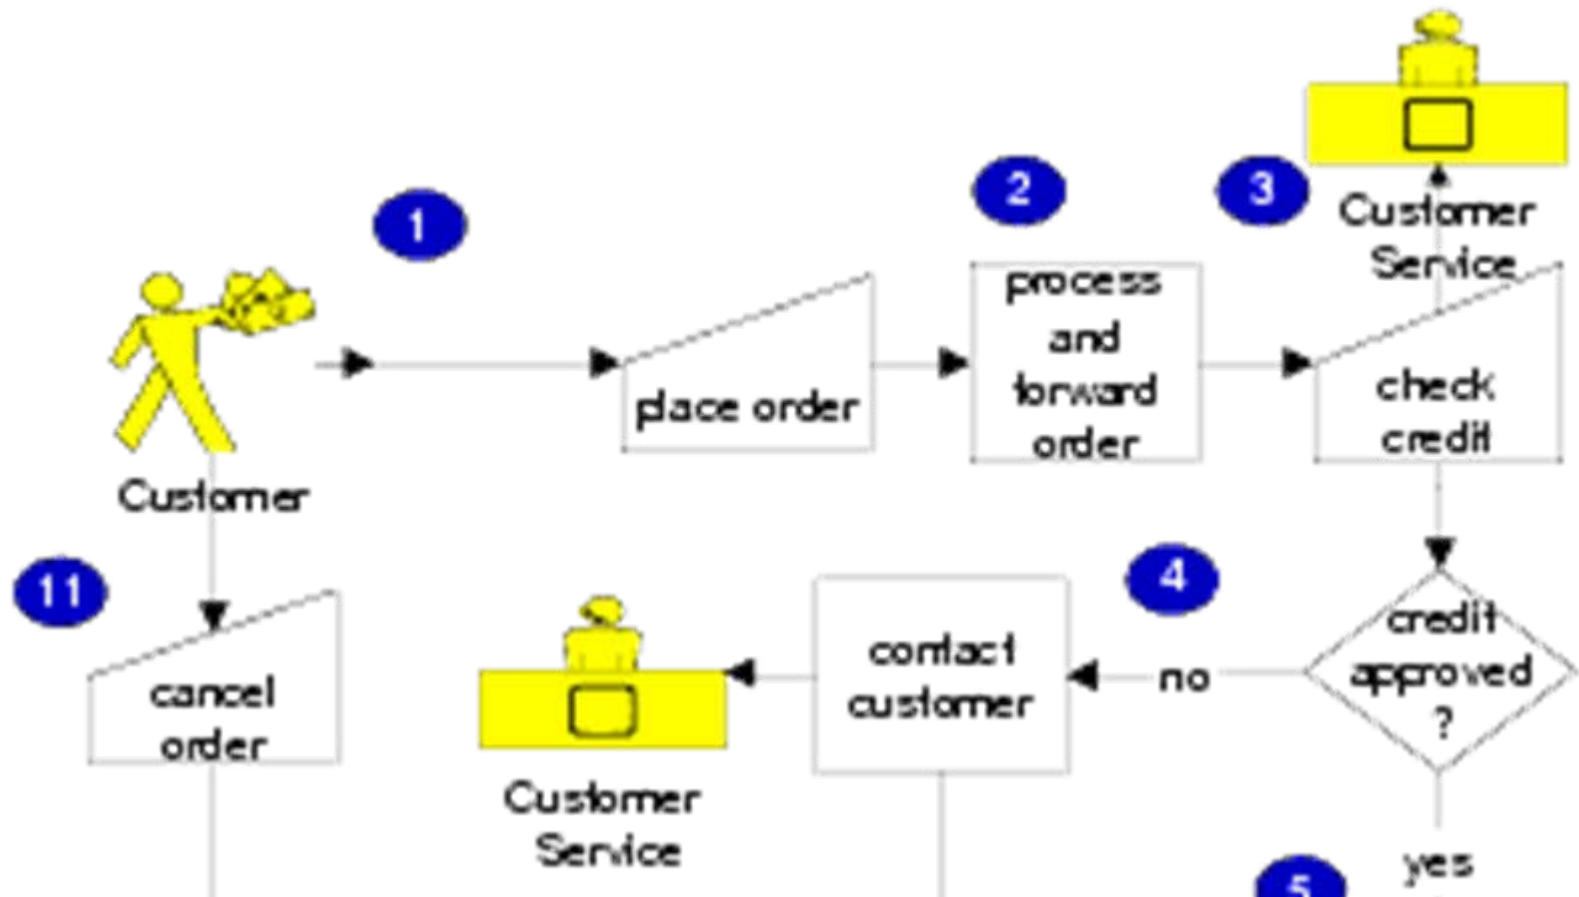 1
2
3
Customer
Service
place order
process
and
forward
order
check
credit
Customer
11
cancel
order
Customer
Service
contact
customer
4
no
credit
approved
?
yes
5